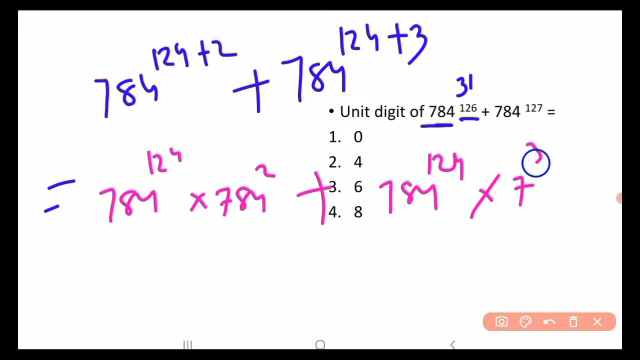 784^124+2 + 784^124+3
31
• Unit digit of 784 ^126 + 784 ^127 =
1. 0
2. 4
3. 6
4. 8
= 784^124 × 784^2 + 784^124 × 7^3